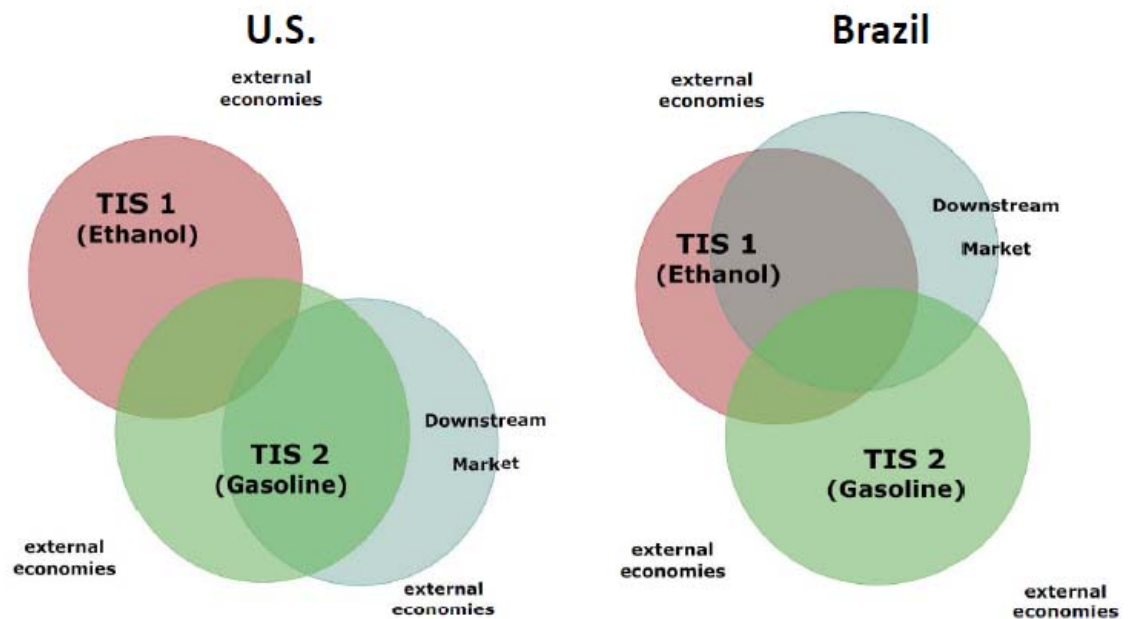 U.S.
external
economies
TIS 1
(Ethanol)
Downstream
Market
TIS 2
(Gasoline)
external
economies
external
economies
Brazil
external
economies
Downstream
Market
TIS 1
(Ethanol)
TIS 2
(Gasoline)
external
economies
external
economies